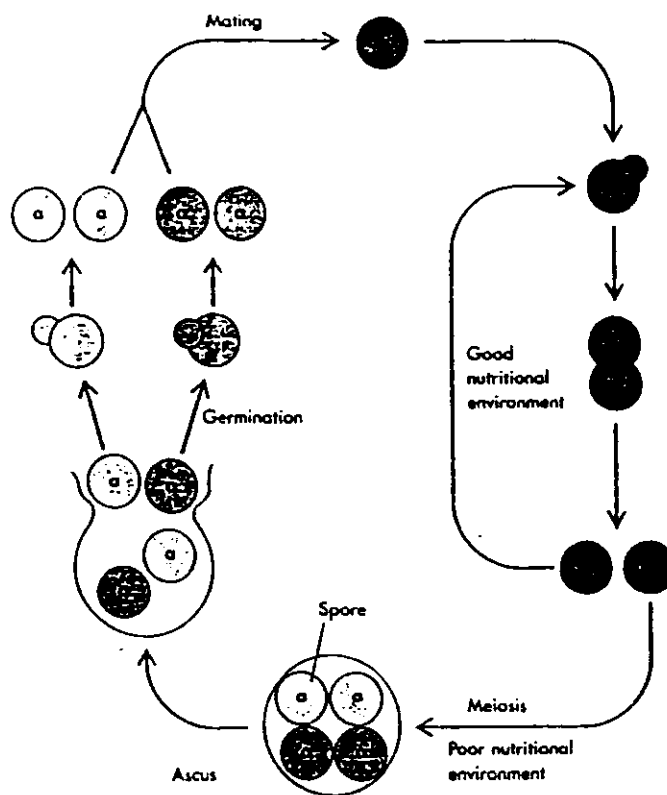 Mating
a a a a
Good
nutritional
environment
Germination
a
a
Spore
a a
Meiosis
Poor nutritional
environment
Ascus